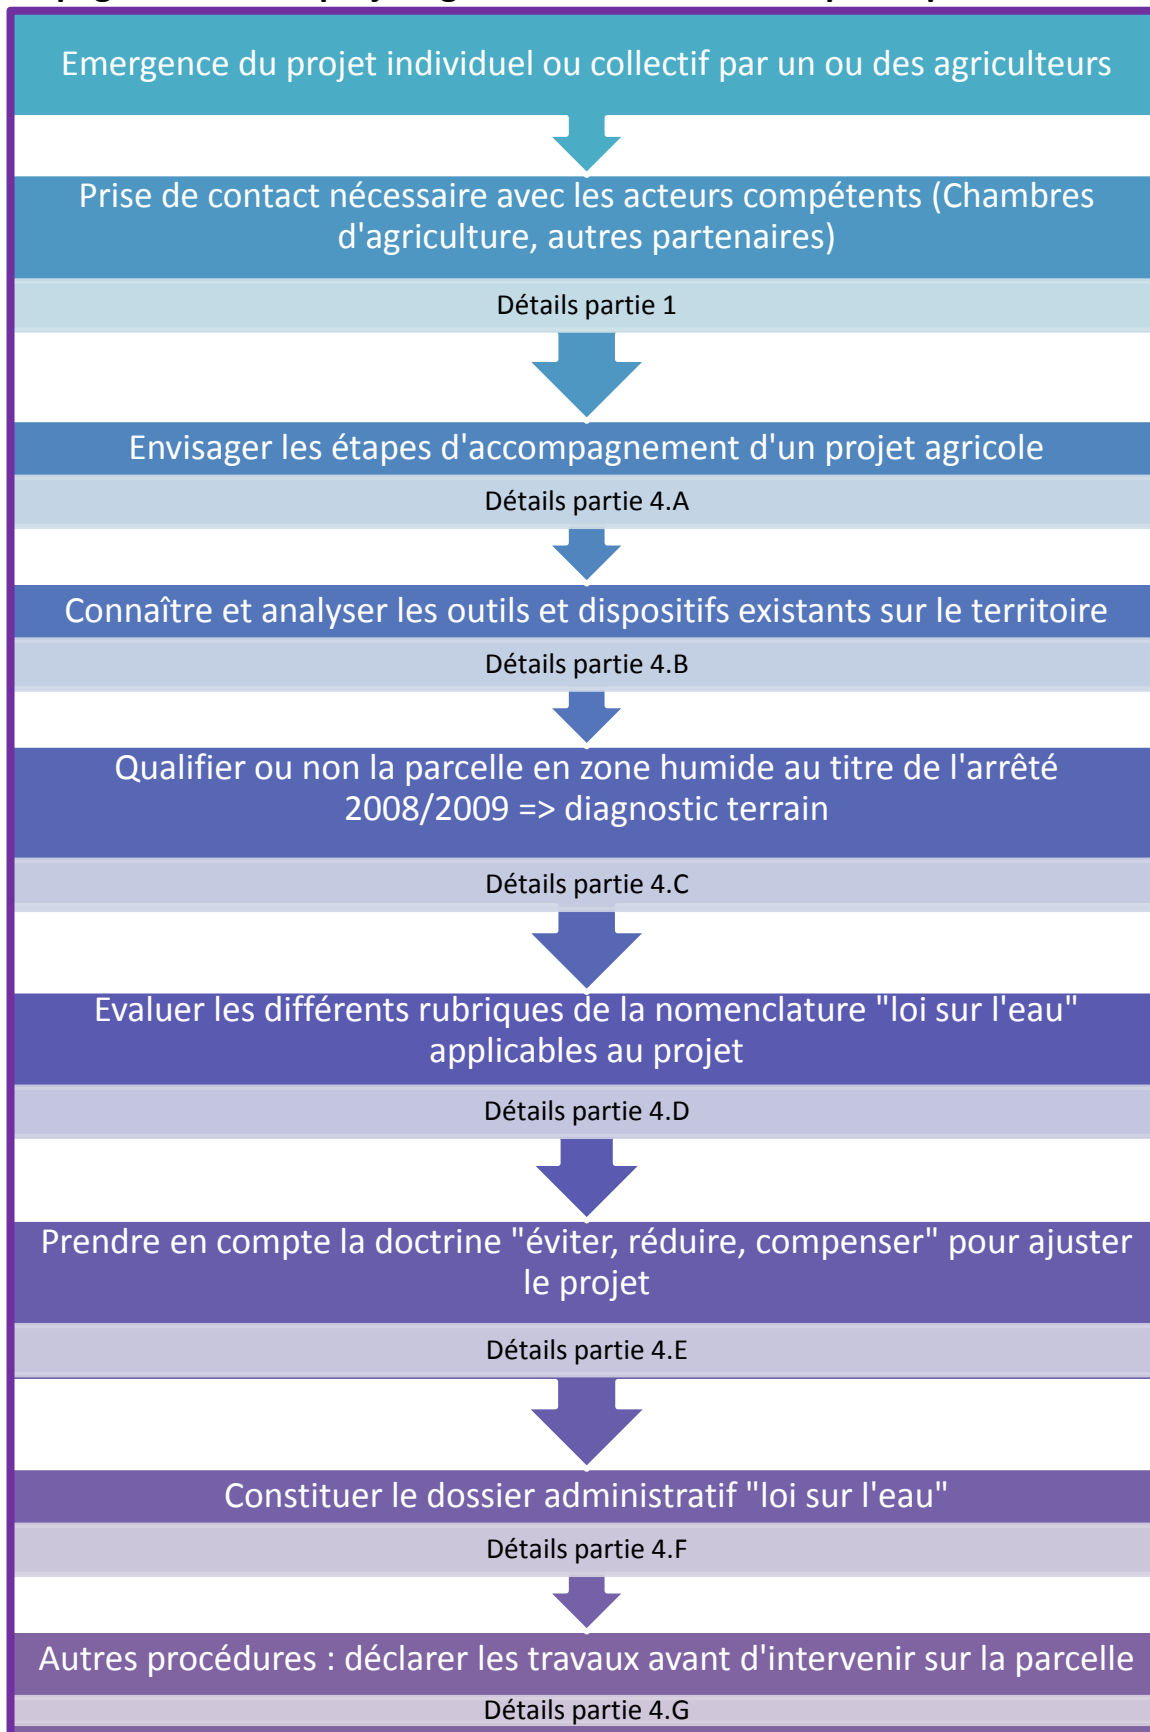 Emergence du projet individuel ou collectif par un ou des agriculteurs
Prise de contact nécessaire avec les acteurs compétents (Chambres
d'agriculture, autres partenaires)
Détails partie 1
Envisager les étapes d'accompagnement d'un projet agricole
Détails partie 4.A
Connaître et analyser les outils et dispositifs existants sur le territoire
Détails partie 4.B
Qualifier ou non la parcelle en zone humide au titre de l'arrêté
2008/2009 => diagnostic terrain
Détails partie 4.C
Evaluer les différents rubriques de la nomenclature "loi sur l'eau"
applicables au projet
Détails partie 4.D
Prendre en compte la doctrine "éviter, réduire, compenser" pour ajuster
le projet
Détails partie 4.E
Constituer le dossier administratif "loi sur l'eau"
Détails partie 4.F
Autres procédures : déclarer les travaux avant d'intervenir sur la parcelle
Détails partie 4.G